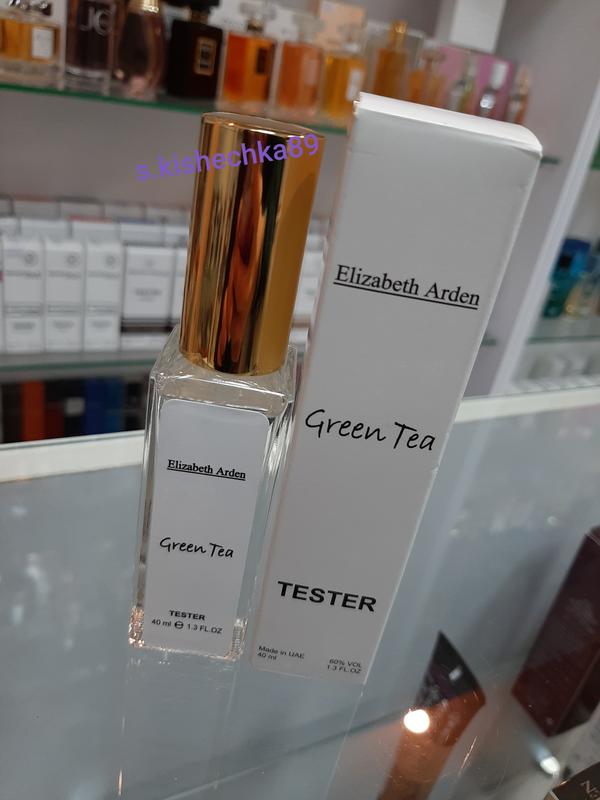 s.kishechka89
Elizabeth Arden
Green Tea
TESTER
Made in UAE
40 ml
60% VOL
1.3 FL.OZ
Elizabeth Arden
Green Tea
TESTER
40 ml ℮ 1.3 FL.OZ